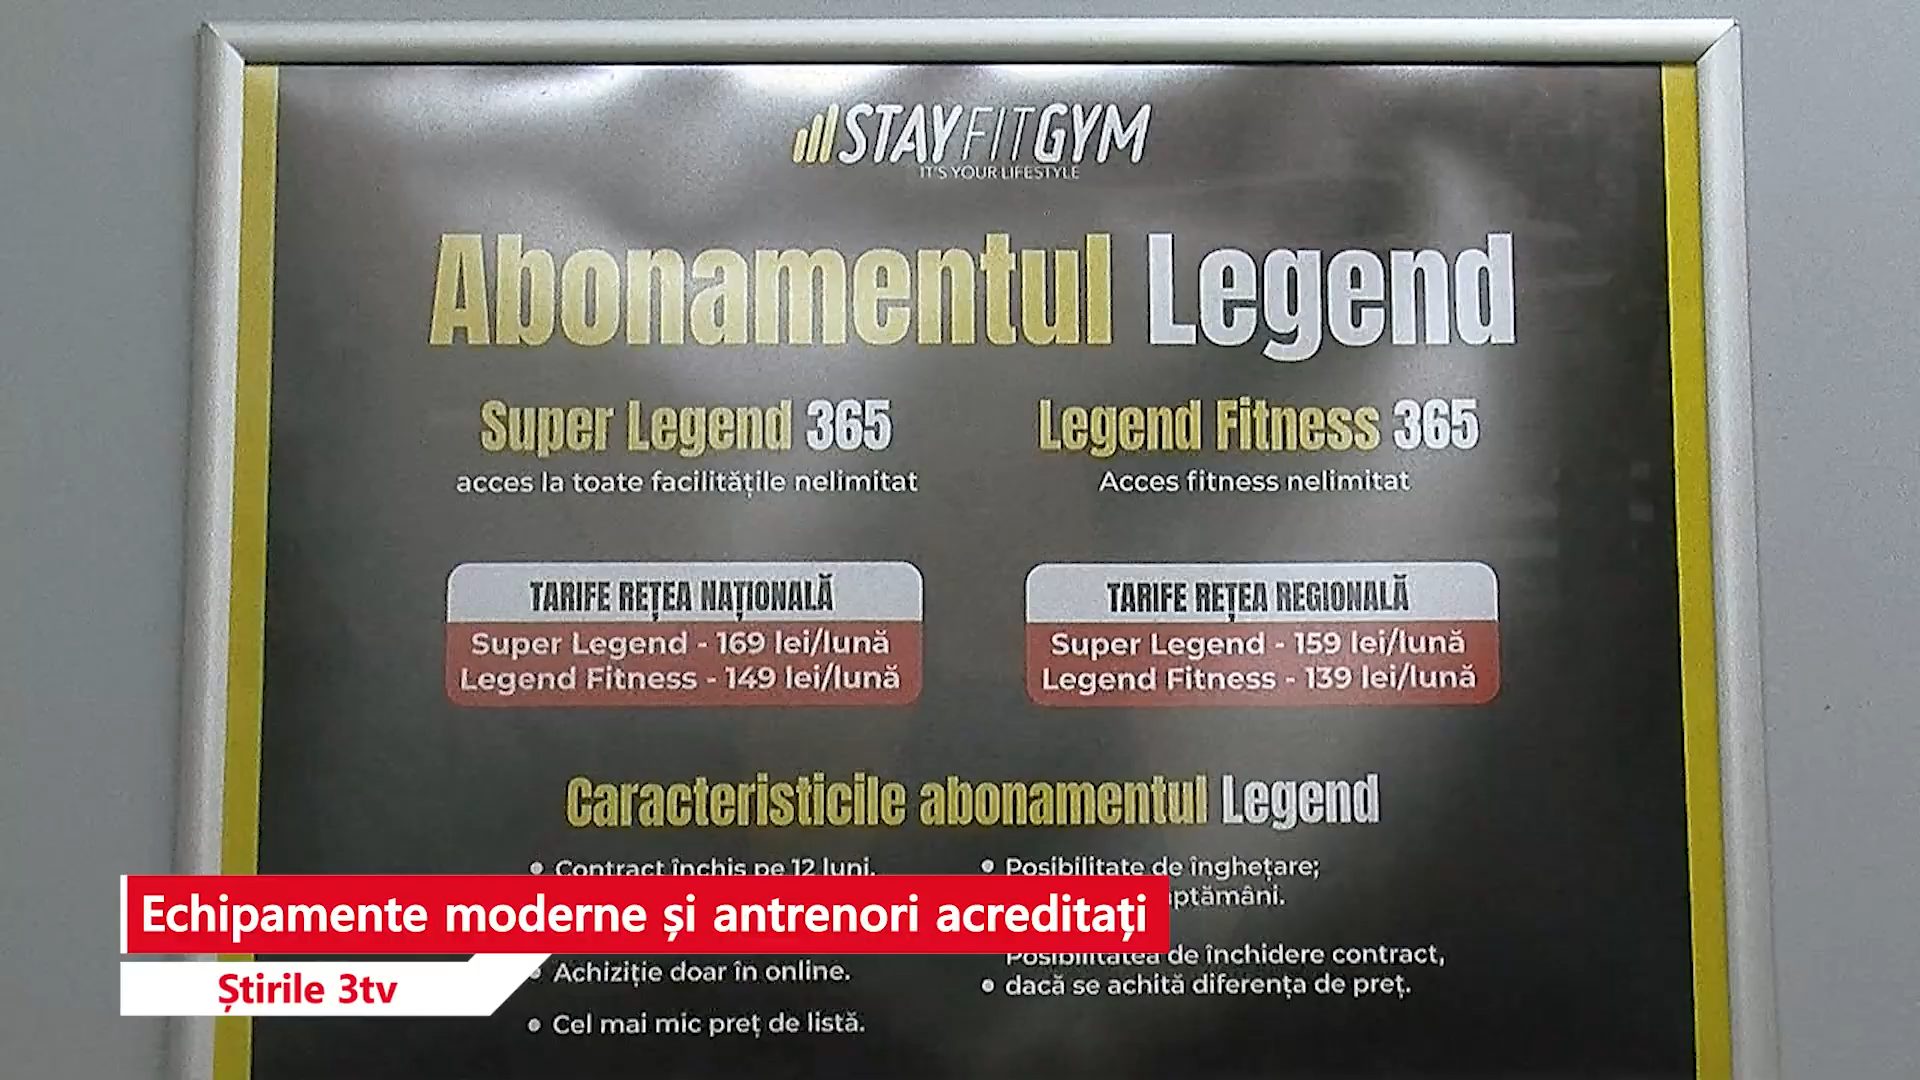 STAYFITGYM
IT'S YOUR LIFESTYLE
Abonamentul Legend
Super Legend 365
acces la toate facilitățile nelimitat
Legend Fitness 365
Acces fitness nelimitat
TARIFE REȚEA NAȚIONALĂ
Super Legend - 169 lei/lună
Legend Fitness - 149 lei/lună
TARIFE REȚEA REGIONALĂ
Super Legend - 159 lei/lună
Legend Fitness - 139 lei/lună
Caracteristicile abonamentul Legend
• Contract închis pe 12 luni.
• Achiziție doar în online.
• Cel mai mic preț de listă.
• Posibilitate de înghețare;
Posibilitatea de închidere contract,
• dacă se achită diferența de preț.
Echipamente moderne și antrenori acreditați
Știrile 3tv